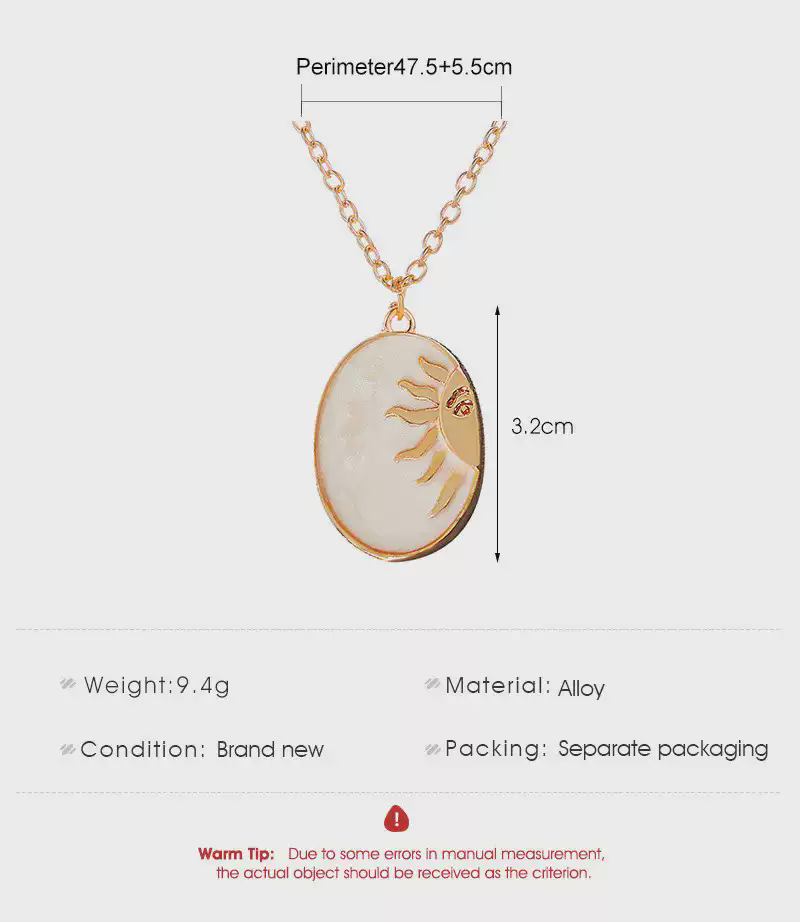 Perimeter47.5+5.5cm
3.2cm
Weight:9.4g
Material: Alloy
Condition: Brand new
Packing: Separate packaging
!
Warm Tip: Due to some errors in manual measurement,
the actual object should be received as the criterion.